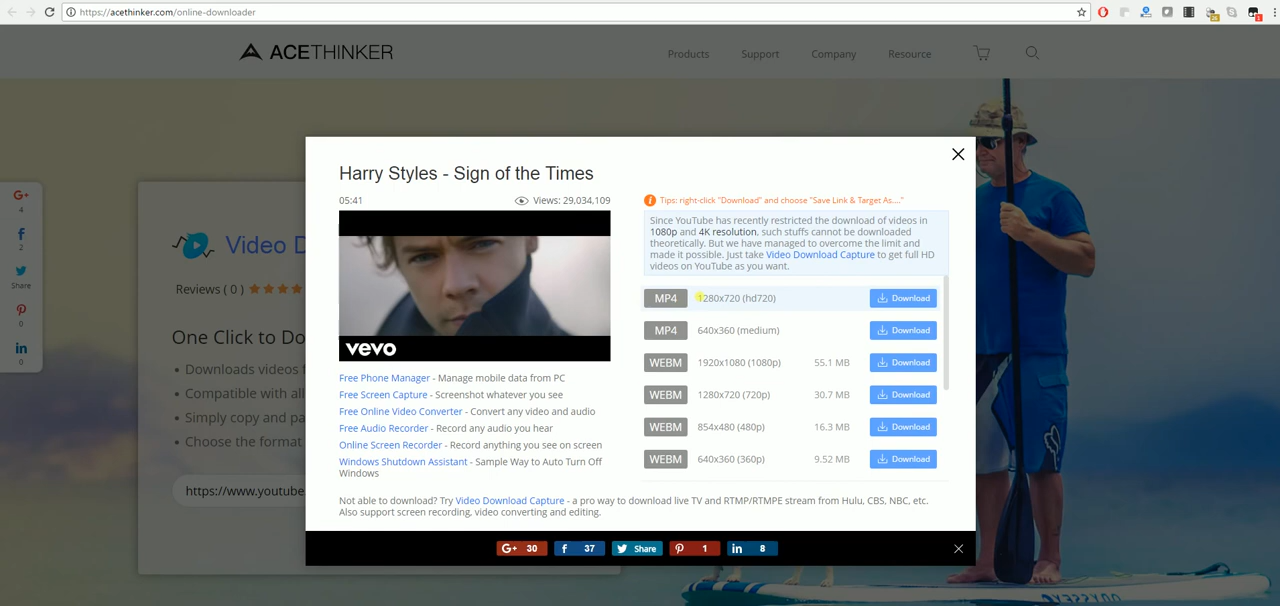 https://acethinker.com/online-downloader
ACETHINKER
Products
Support
Company
Resource
G+
4
2
Share
0
in
0
Video D
Reviews ( 0 )
One Click to Do
Downloads videos f
Compatible with all
Simply copy and pa
Choose the format
https://www.youtube
Harry Styles - Sign of the Times
05:41
Views: 29,034,109
vevo
Free Phone Manager - Manage mobile data from PC
Free Screen Capture - Screenshot whatever you see
Free Online Video Converter - Convert any video and audio
Free Audio Recorder - Record any audio you hear
Online Screen Recorder - Record anything you see on screen
Windows Shutdown Assistant - Sample Way to Auto Turn Off
Windows
Tips: right-click "Download" and choose "Save Link & Target As...."
Since YouTube has recently restricted the download of videos in
1080p and 4K resolution, such stuffs cannot be downloaded
theoretically. But we have managed to overcome the limit and
made it possible. Just take Video Download Capture to get full HD
videos on YouTube as you want.
MP4 1280x720 (hd720) Download
MP4 640x360 (medium) Download
WEBM 1920x1080 (1080p) 55.1 MB Download
WEBM 1280x720 (720p) 30.7 MB Download
WEBM 854x480 (480p) 16.3 MB Download
WEBM 640x360 (360p) 9.52 MB Download
Not able to download? Try Video Download Capture - a pro way to download live TV and RTMP/RTMPE stream from Hulu, CBS, NBC, etc.
Also support screen recording, video converting and editing.
G+ 30
f 37
Share
1
in 8
ODYSSEY